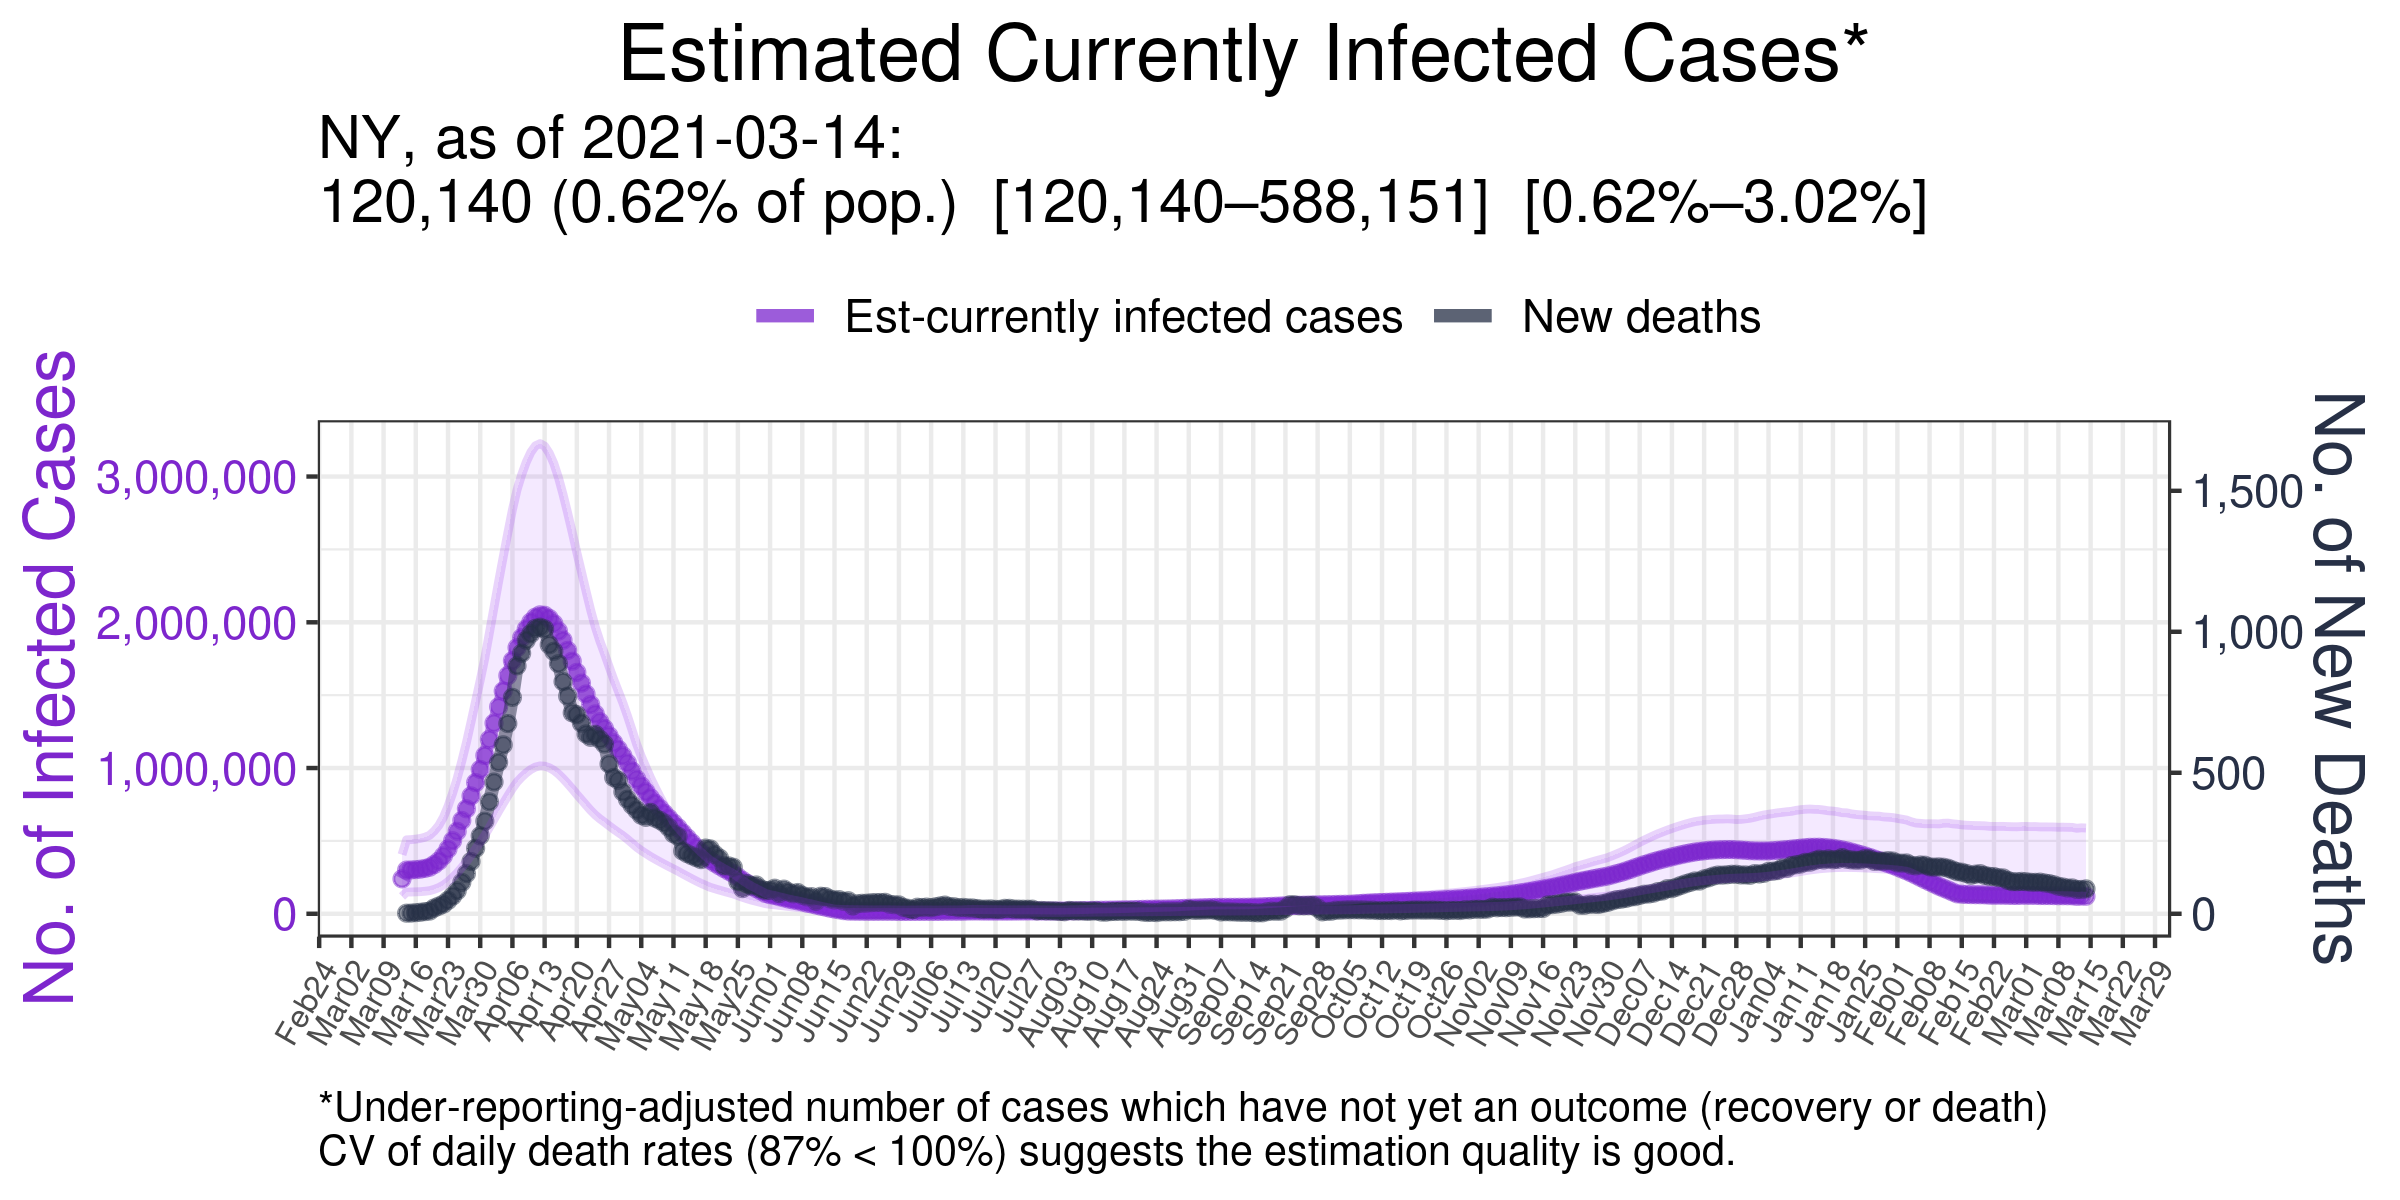 Estimated Currently Infected Cases*
NY, as of 2021-03-14:
120,140 (0.62% of pop.)  [120,140–588,151]  [0.62%–3.02%]
Est-currently infected cases
New deaths
No. of Infected Cases
3,000,000
2,000,000
1,000,000
0
No. of New Deaths
1,500
1,000
500
0
Feb24
Mar02
Mar09
Mar16
Mar23
Mar30
Apr06
Apr13
Apr20
Apr27
May04
May11
May18
May25
Jun01
Jun08
Jun15
Jun22
Jun29
Jul06
Jul13
Jul20
Jul27
Aug03
Aug10
Aug17
Aug24
Aug31
Sep07
Sep14
Sep21
Sep28
Oct05
Oct12
Oct19
Oct26
Nov02
Nov09
Nov16
Nov23
Nov30
Dec07
Dec14
Dec21
Dec28
Jan04
Jan11
Jan18
Jan25
Feb01
Feb08
Feb15
Feb22
Mar01
Mar08
Mar15
Mar22
Mar29
*Under-reporting-adjusted number of cases which have not yet an outcome (recovery or death)
CV of daily death rates (87% < 100%) suggests the estimation quality is good.